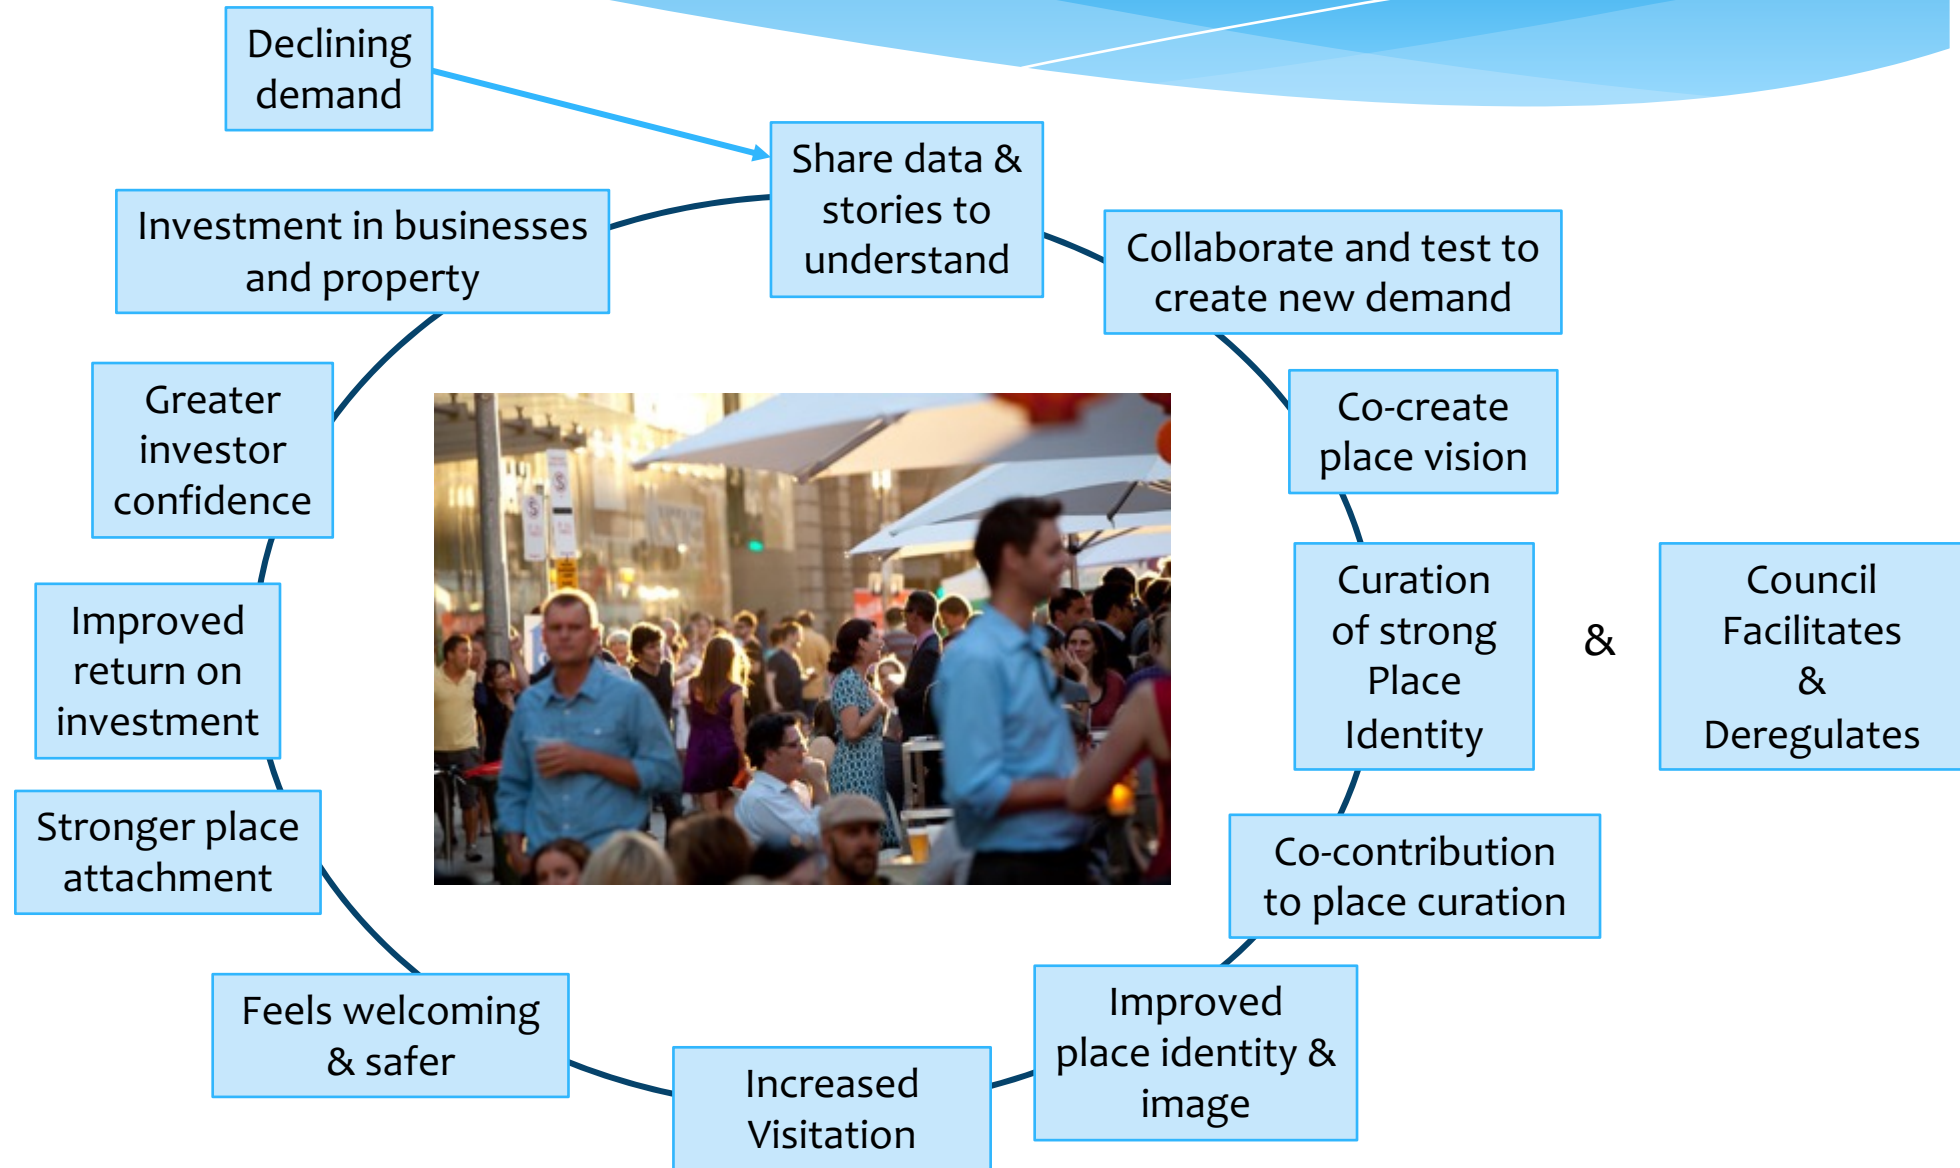 Declining
demand
Share data &
stories to
understand
Collaborate and test to
create new demand
Co-create
place vision
Curation
of strong
Place
Identity
&
Council
Facilitates
&
Deregulates
Co-contribution
to place curation
Improved
place identity &
image
Increased
Visitation
Feels welcoming
& safer
Stronger place
attachment
Improved
return on
investment
Greater
investor
confidence
Investment in businesses
and property